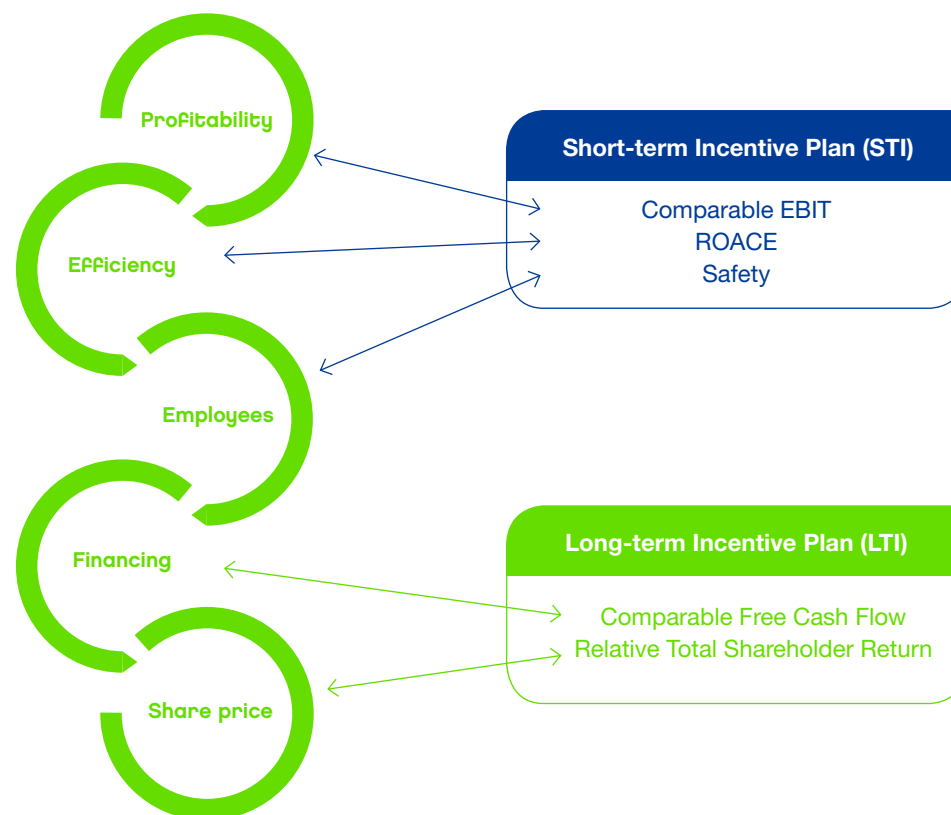 Profitability
Efficiency
Employees
Financing
Share price
Short-term Incentive Plan (STI)
Comparable EBIT
ROACE
Safety
Long-term Incentive Plan (LTI)
Comparable Free Cash Flow
Relative Total Shareholder Return